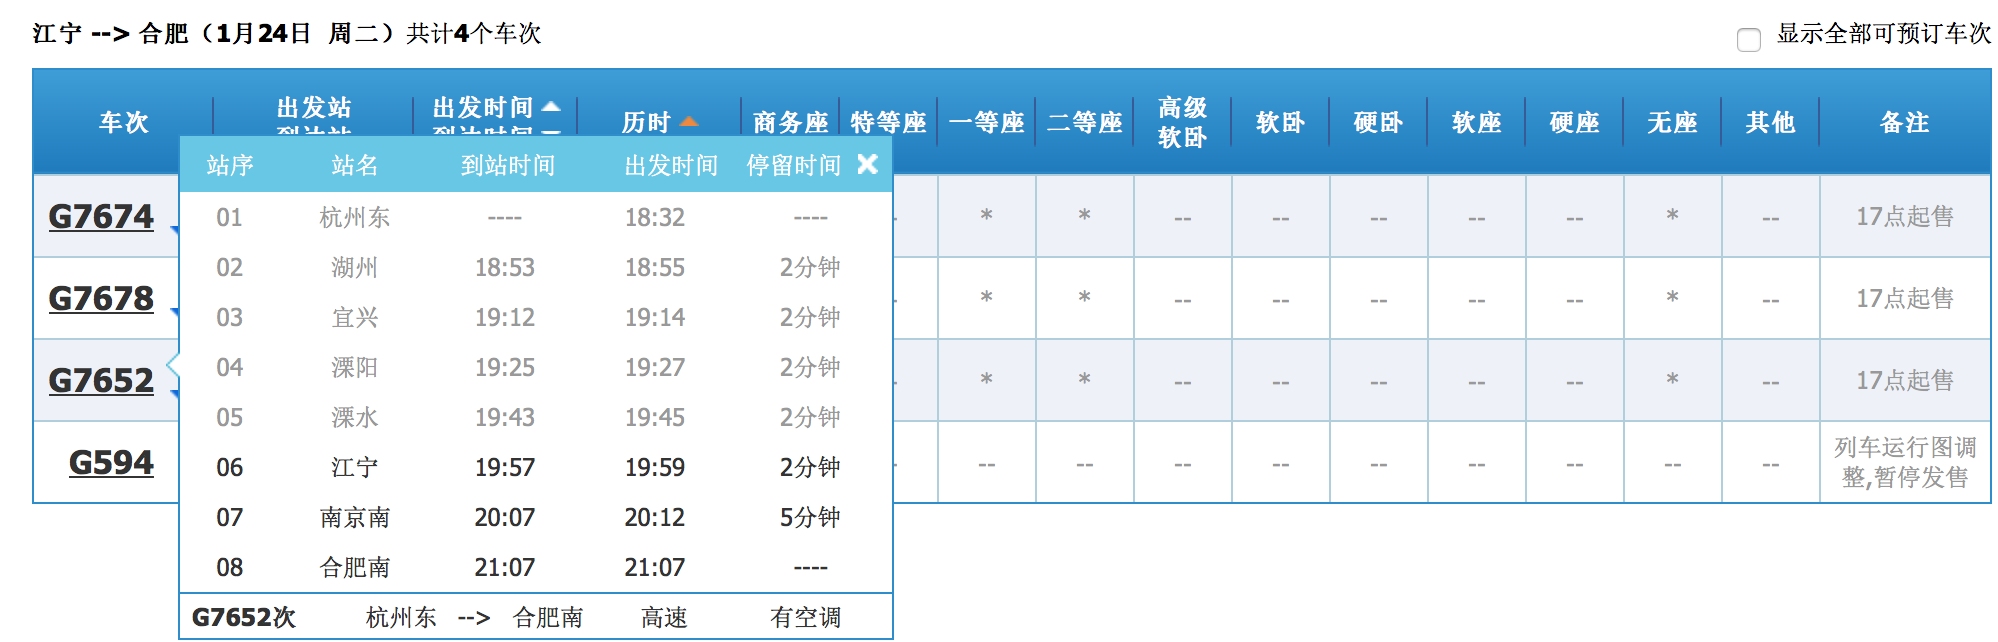 江宁 --> 合肥（1月24日 周二）共计4个车次
显示全部可预订车次
车次 出发站 出发时间 历时 商务座 特等座 一等座 二等座 高级 软卧 硬卧 软座 硬座 无座 其他 备注
到达站 到达时间 软卧
站序 站名 到站时间 出发时间 停留时间
01 杭州东 ---- 18:32 ----
02 湖州 18:53 18:55 2分钟
03 宜兴 19:12 19:14 2分钟
04 溧阳 19:25 19:27 2分钟
05 溧水 19:43 19:45 2分钟
06 江宁 19:57 19:59 2分钟
07 南京南 20:07 20:12 5分钟
08 合肥南 21:07 21:07 ----
G7652次 杭州东 --> 合肥南 高速 有空调
G7674 * * -- -- -- -- -- * -- 17点起售
G7678 * * -- -- -- -- -- * -- 17点起售
G7652 * * -- -- -- -- -- * -- 17点起售
G594 -- -- -- -- -- -- -- -- -- 列车运行图调
整,暂停发售